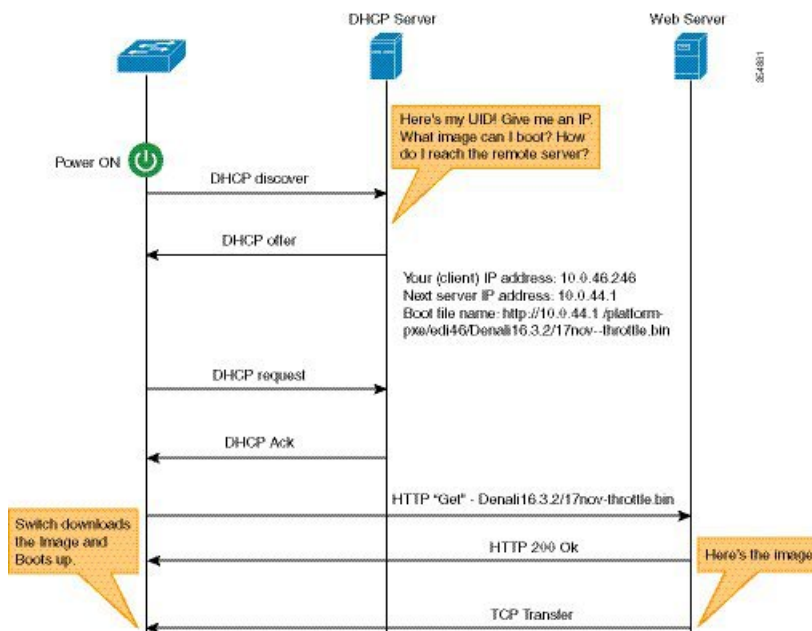 DHCP Server
Web Server
354881
Here's my UID! Give me an IP.
What image can I boot? How
do I reach the remote server?
Power ON
DHCP discover
DHCP offer
Your (client) IP address: 10.0.46.246
Next server IP address: 10.0.44.1
Boot file name: http://10.0.44.1 /platform-
pxe/edi46/Denali16.3.2/17nov--throttle.bin
DHCP request
DHCP Ack
HTTP "Get" - Denali16.3.2/17nov-throttle.bin
Switch downloads
the Image and
Boots up.
HTTP 200 Ok
Here's the image
TCP Transfer